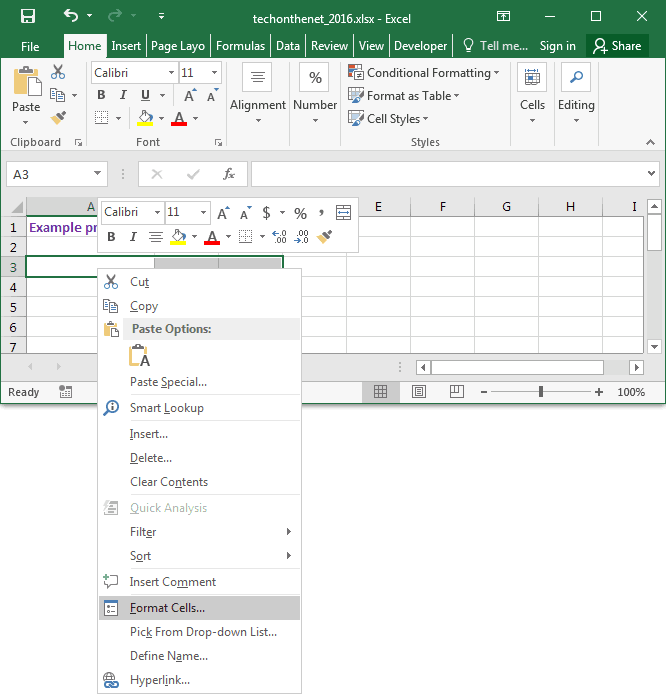 techonthenet_2016.xlsx - Excel
File Home Insert Page Layo Formulas Data Review View Developer Tell me... Sign in Share
Calibri 11
Paste
B I U A A
A
Alignment
%
Number
Conditional Formatting
Format as Table
Cell Styles
Cells
Editing
Clipboard Font Styles
A3 fx
A E F G H I
Calibri 11 A A $ % ,
B I A .00 .00
1 Example pr
2
3
4
5
6
7
Cut
Copy
Paste Options:
A
Paste Special...
Smart Lookup
Insert...
Delete...
Clear Contents
Quick Analysis
Filter
Sort
Insert Comment
Format Cells...
Pick From Drop-down List...
Define Name...
Hyperlink...
Ready 100%